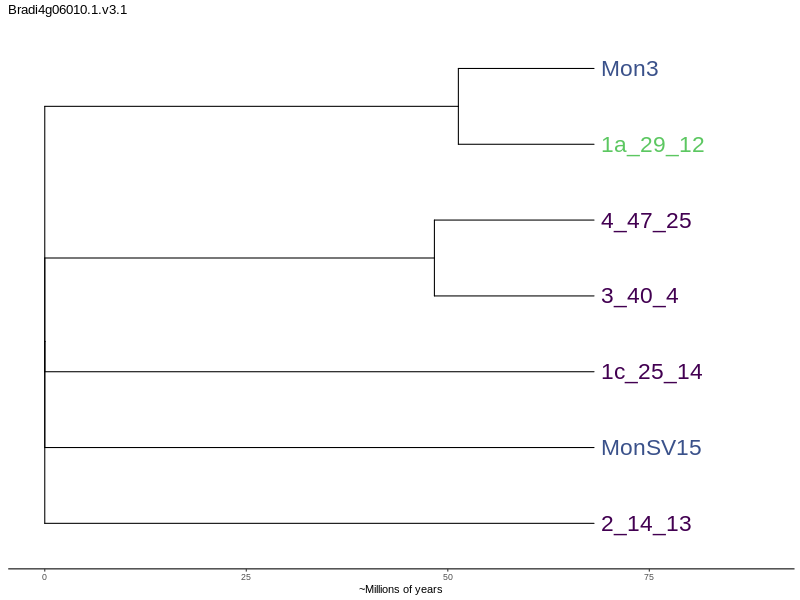 Bradi4g06010.1.v3.1
Mon3
1a_29_12
4_47_25
3_40_4
1c_25_14
MonSV15
2_14_13
0 25 50 75
~Millions of years